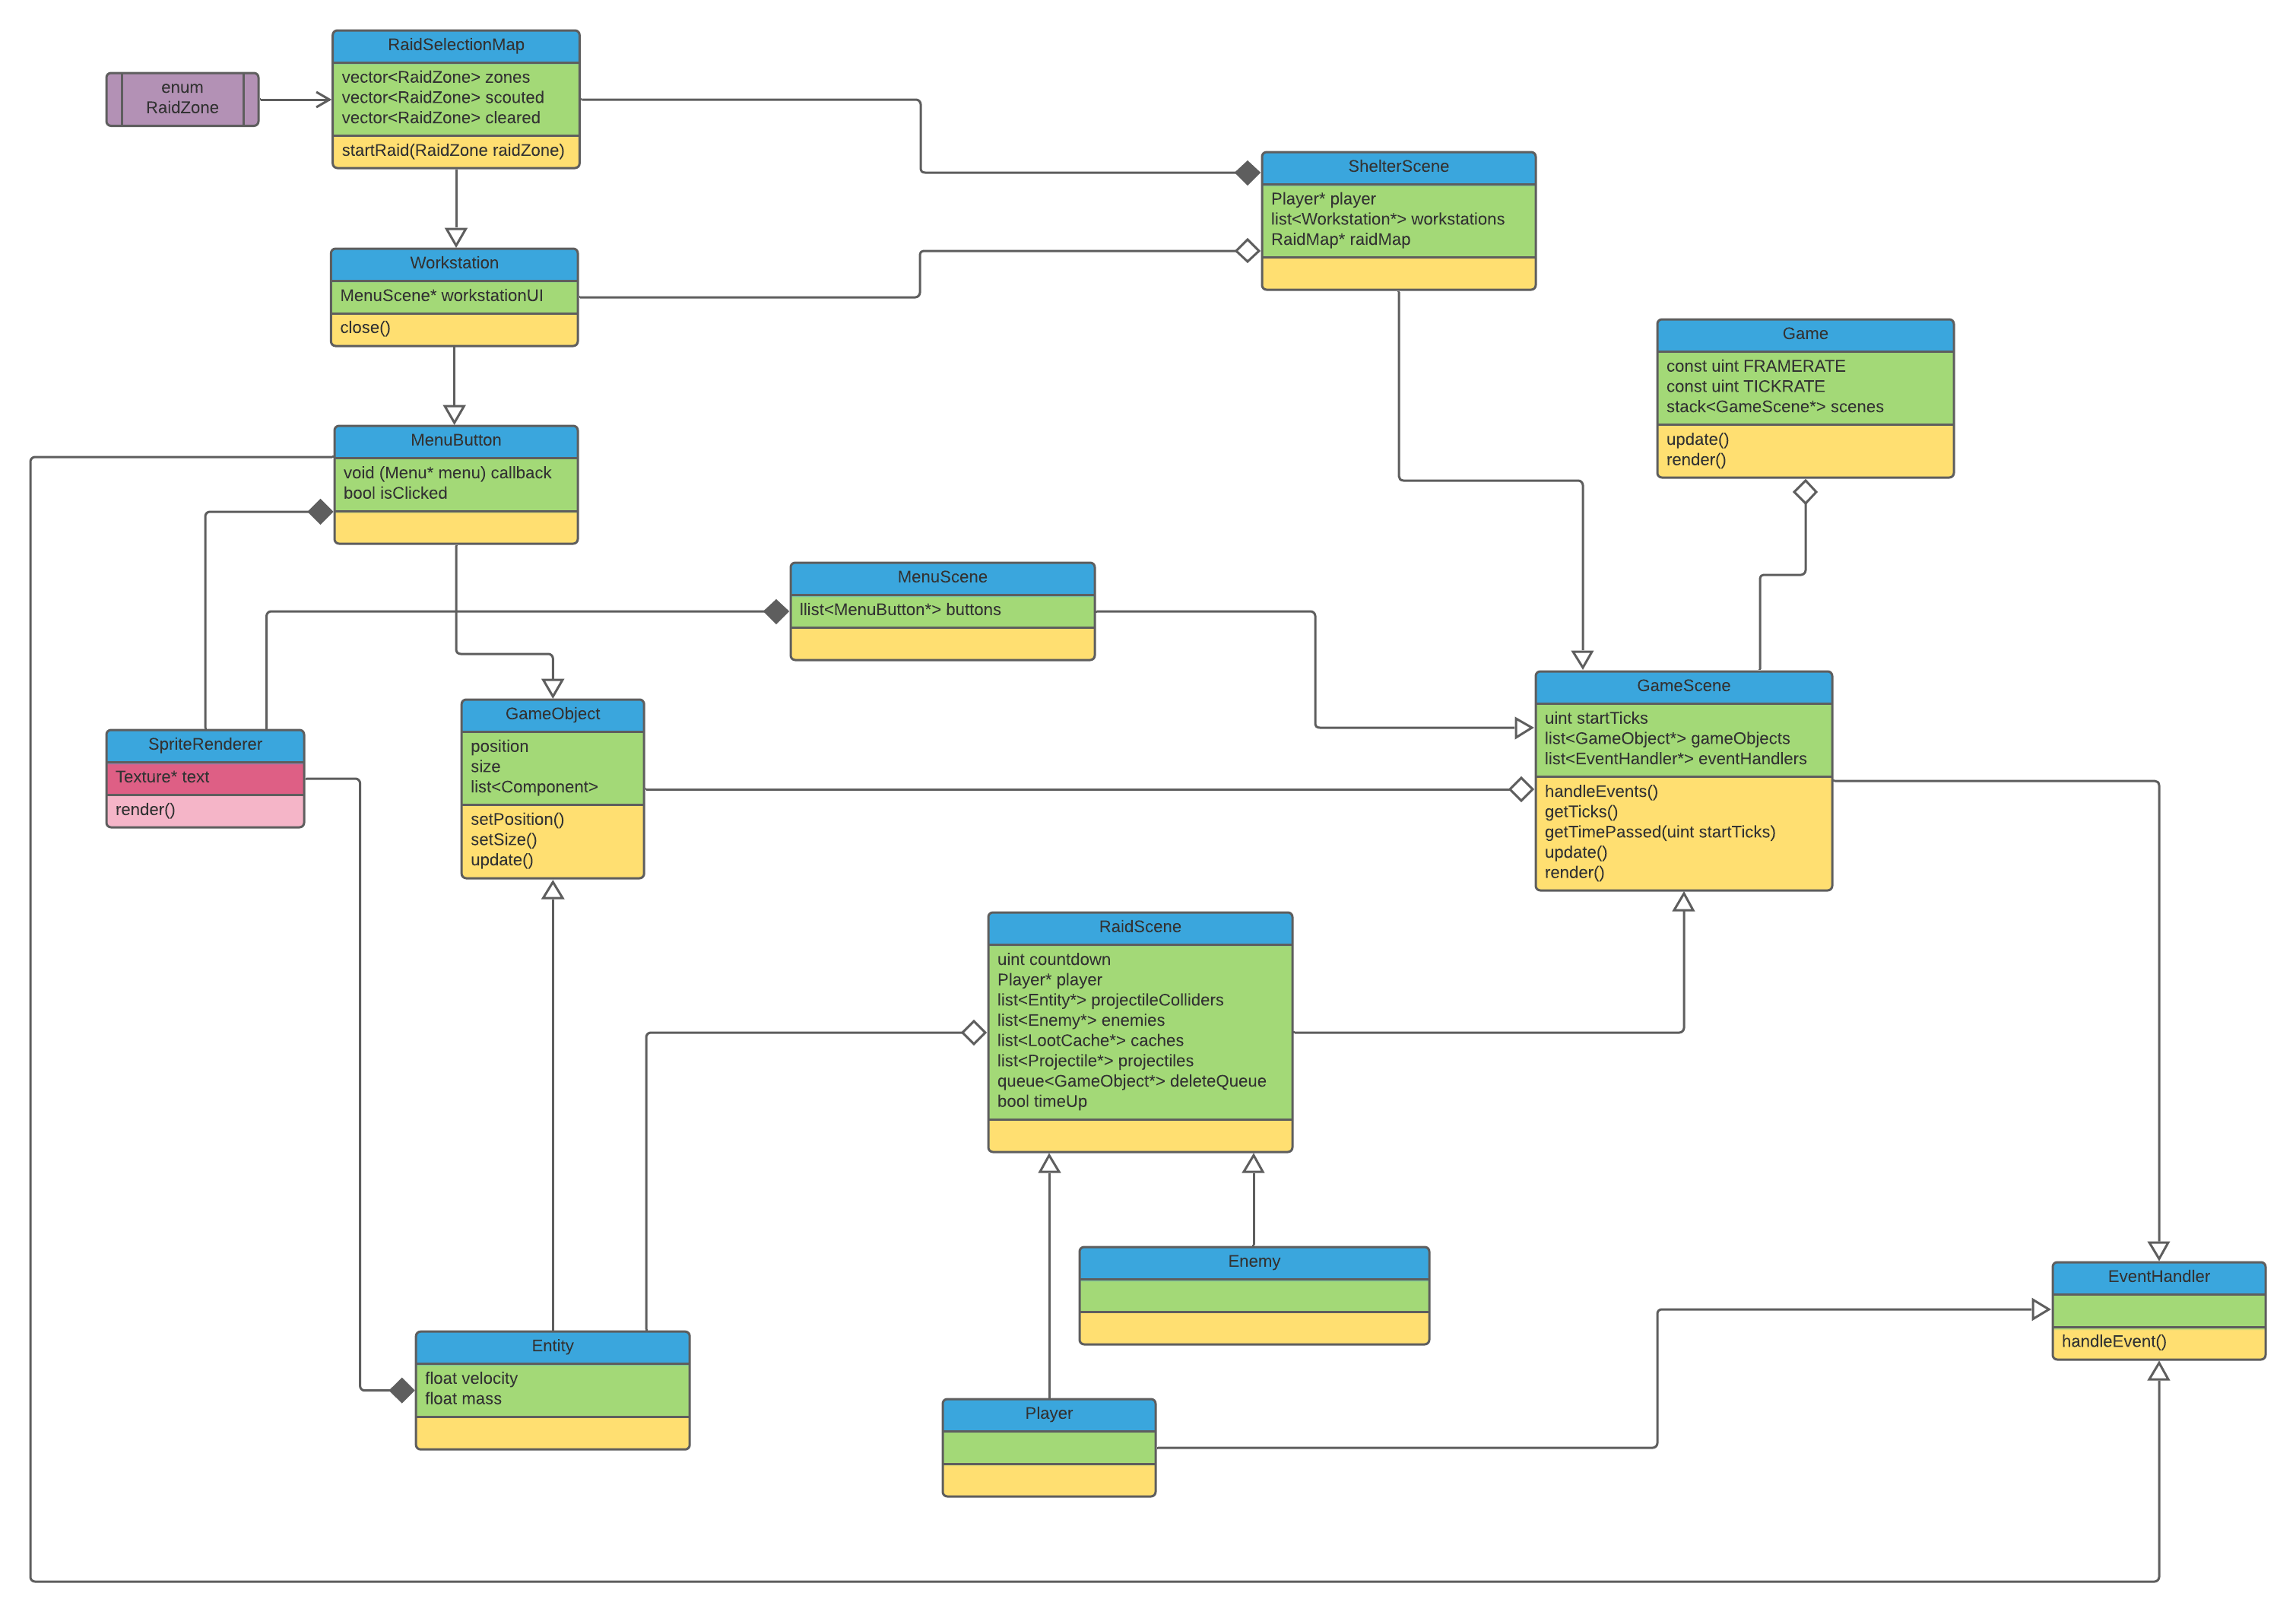 RaidSelectionMap
vector<RaidZone> zones
vector<RaidZone> scouted
vector<RaidZone> cleared
startRaid(RaidZone raidZone)
enum
RaidZone
ShelterScene
Player* player
list<Workstation*> workstations
RaidMap* raidMap
Workstation
MenuScene* workstationUI
close()
Game
const uint FRAMERATE
const uint TICKRATE
stack<GameScene*> scenes
update()
render()
MenuButton
void (Menu* menu) callback
bool isClicked
MenuScene
llist<MenuButton*> buttons
GameObject
position
size
list<Component>
setPosition()
setSize()
update()
SpriteRenderer
Texture* text
render()
GameScene
uint startTicks
list<GameObject*> gameObjects
list<EventHandler*> eventHandlers
handleEvents()
getTicks()
getTimePassed(uint startTicks)
update()
render()
RaidScene
uint countdown
Player* player
list<Entity*> projectileColliders
list<Enemy*> enemies
list<LootCache*> caches
list<Projectile*> projectiles
queue<GameObject*> deleteQueue
bool timeUp
Enemy
EventHandler
handleEvent()
Entity
float velocity
float mass
Player